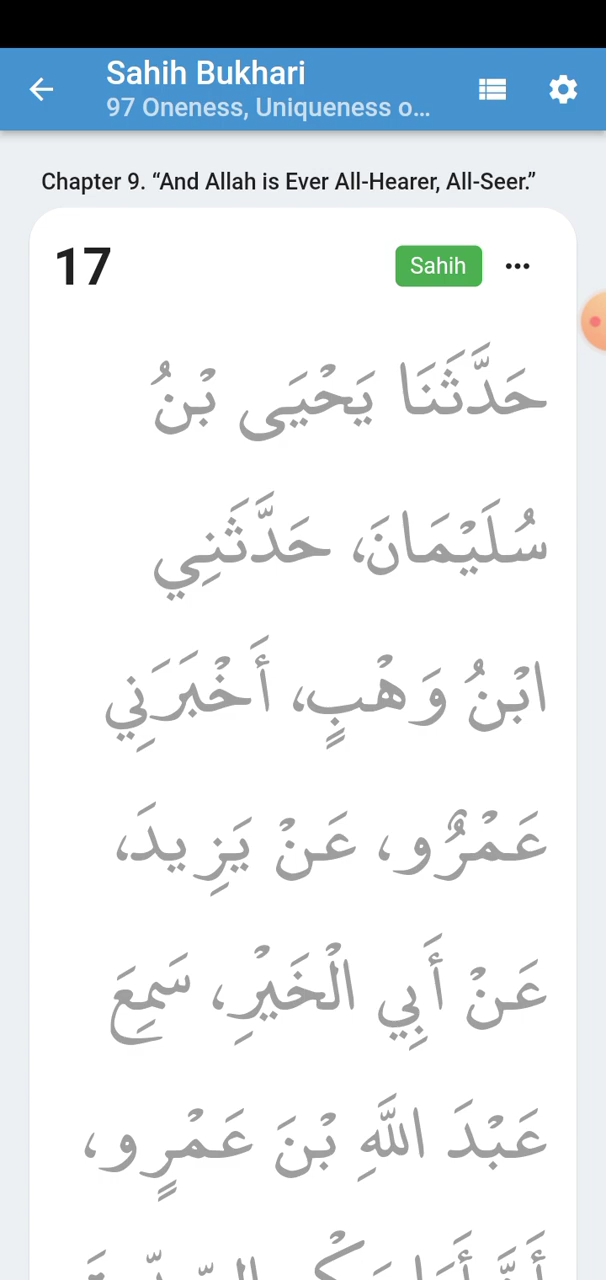 Sahih Bukhari
97 Oneness, Uniqueness o...
Chapter 9. “And Allah is Ever All-Hearer, All-Seer.”
17
Sahih
حَدَّثَنَا يَحْيَى بْنُ
سُلَيْمَانَ، حَدَّثَنِي
ابْنُ وَهْبٍ، أَخْبَرَنِي
عَمْرٌو، عَنْ يَزِيدَ،
عَنْ أَبِي الْخَيْرِ، سَمِعَ
عَبْدَ اللَّهِ بْنَ عَمْرٍو،